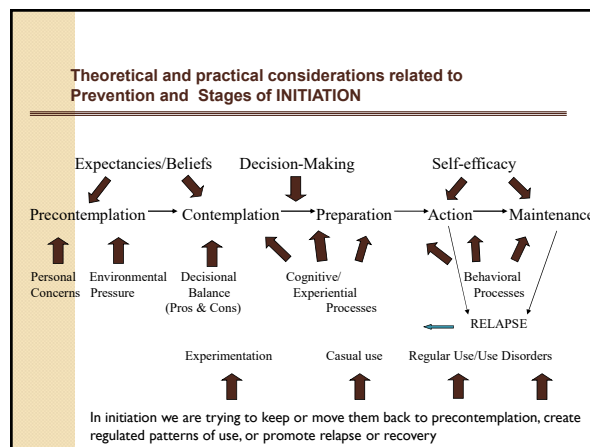 Theoretical and practical considerations related to
Prevention and Stages of INITIATION
Expectancies/Beliefs Decision-Making Self-efficacy
Precontemplation Contemplation Preparation Action Maintenance
Personal Environmental Decisional Cognitive/ Behavioral
Concerns Pressure Balance Experiential Processes
(Pros & Cons) Processes
RELAPSE
Experimentation Casual use Regular Use/Use Disorders
In initiation we are trying to keep or move them back to precontemplation, create
regulated patterns of use, or promote relapse or recovery